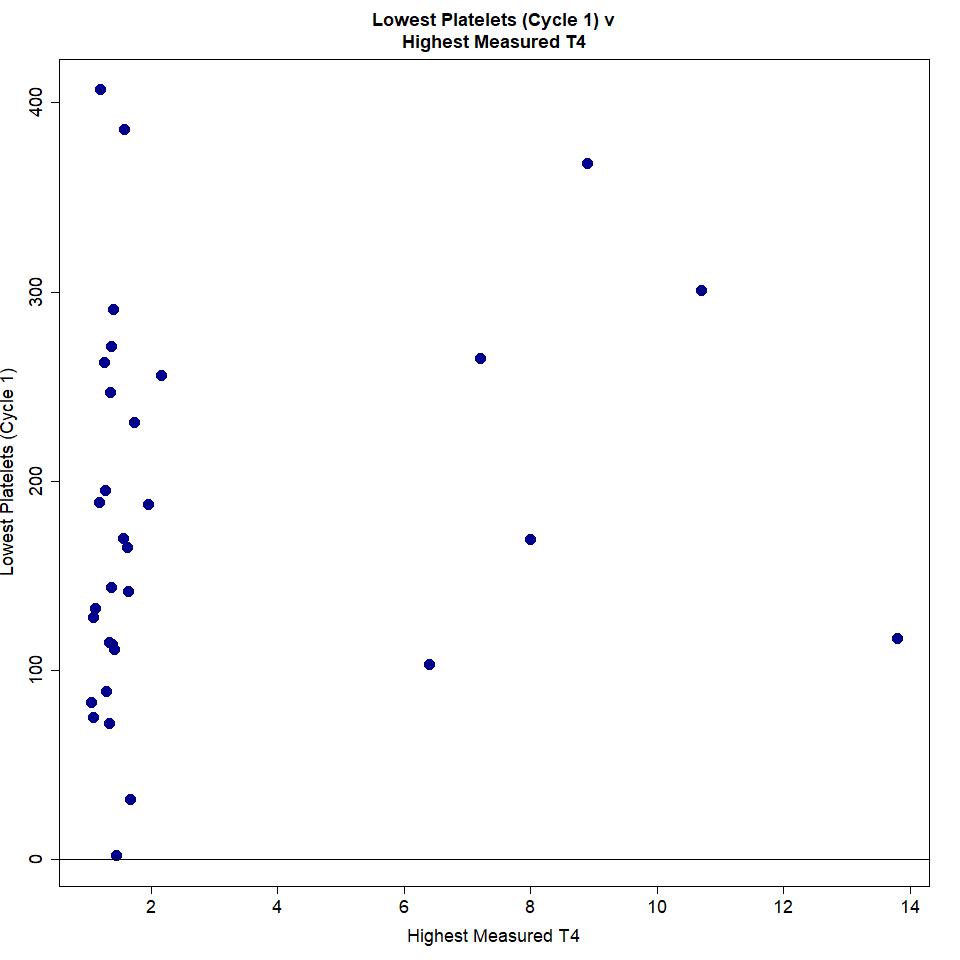 Lowest Platelets (Cycle 1) v
Highest Measured T4
400
300
200
100
0
Lowest Platelets (Cycle 1)
2 4 6 8 10 12 14
Highest Measured T4